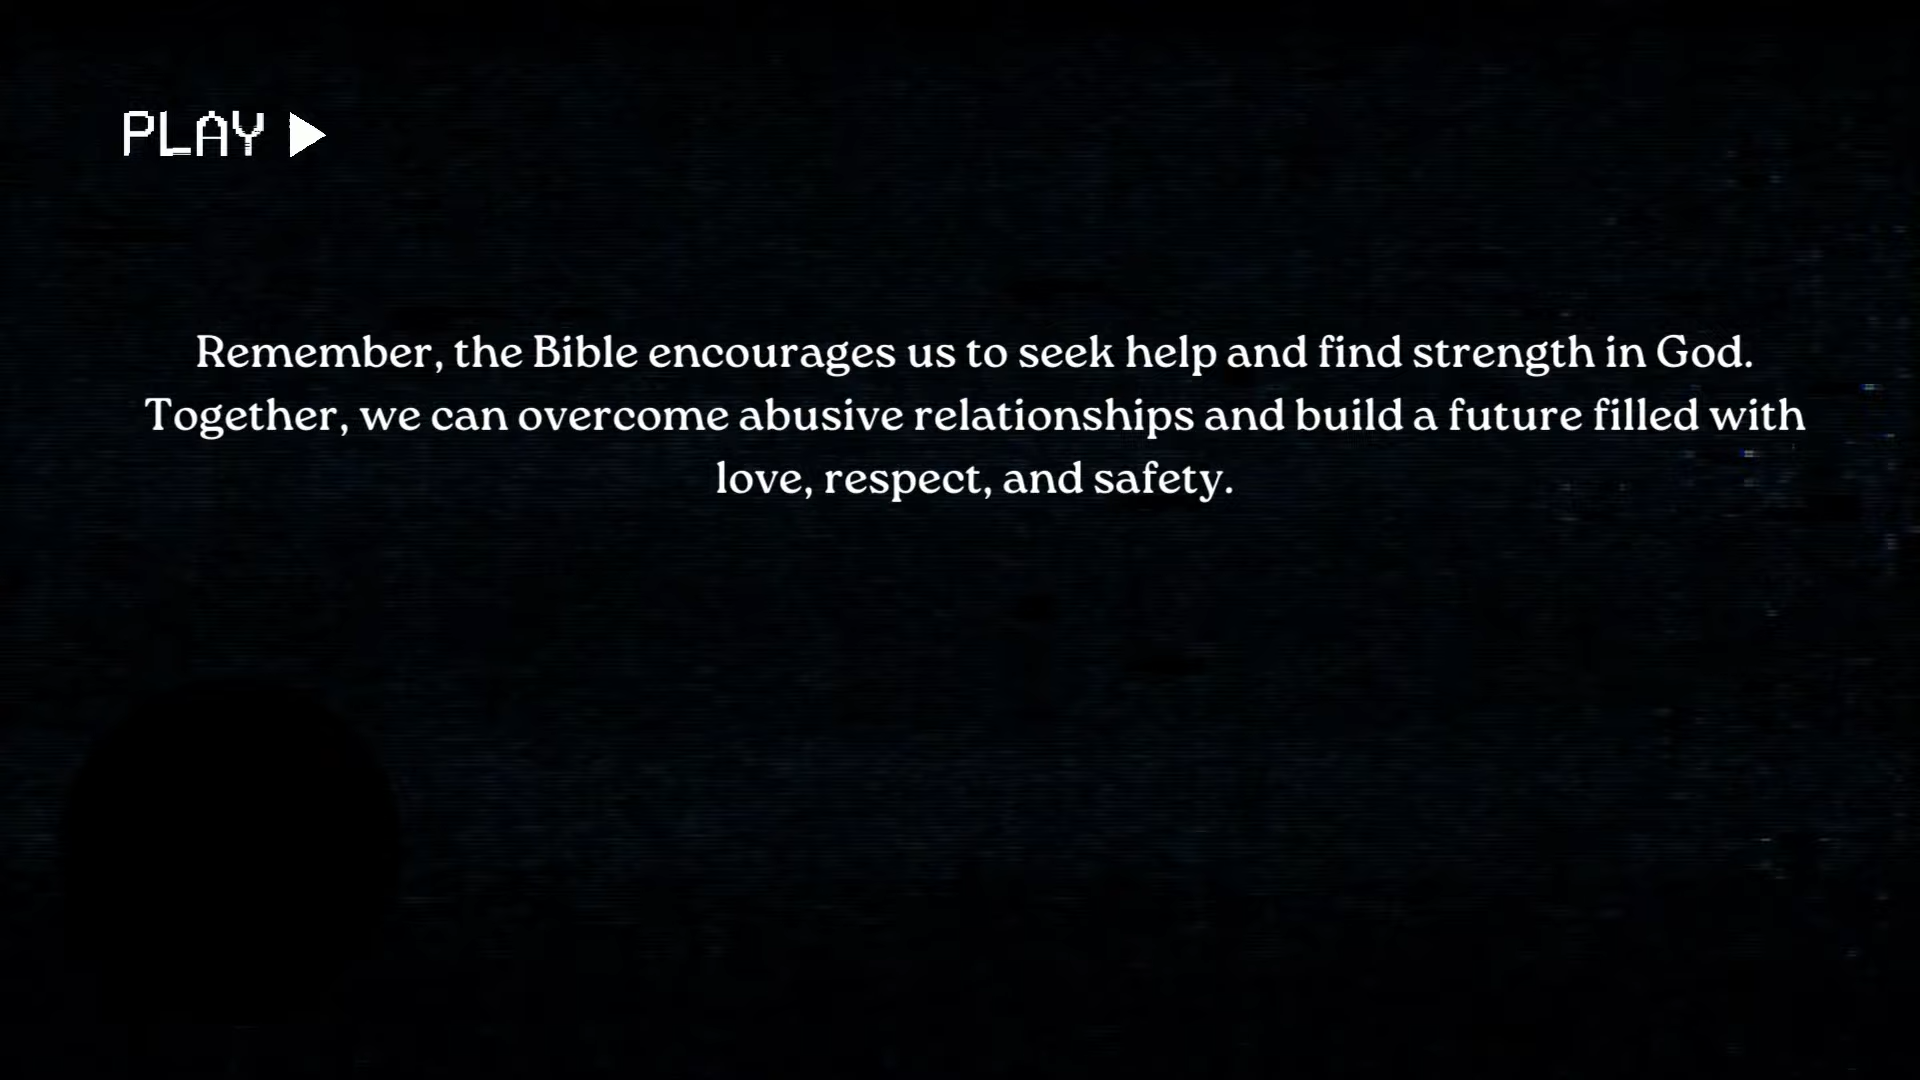 PLAY
Remember, the Bible encourages us to seek help and find strength in God.
Together, we can overcome abusive relationships and build a future filled with
love, respect, and safety.